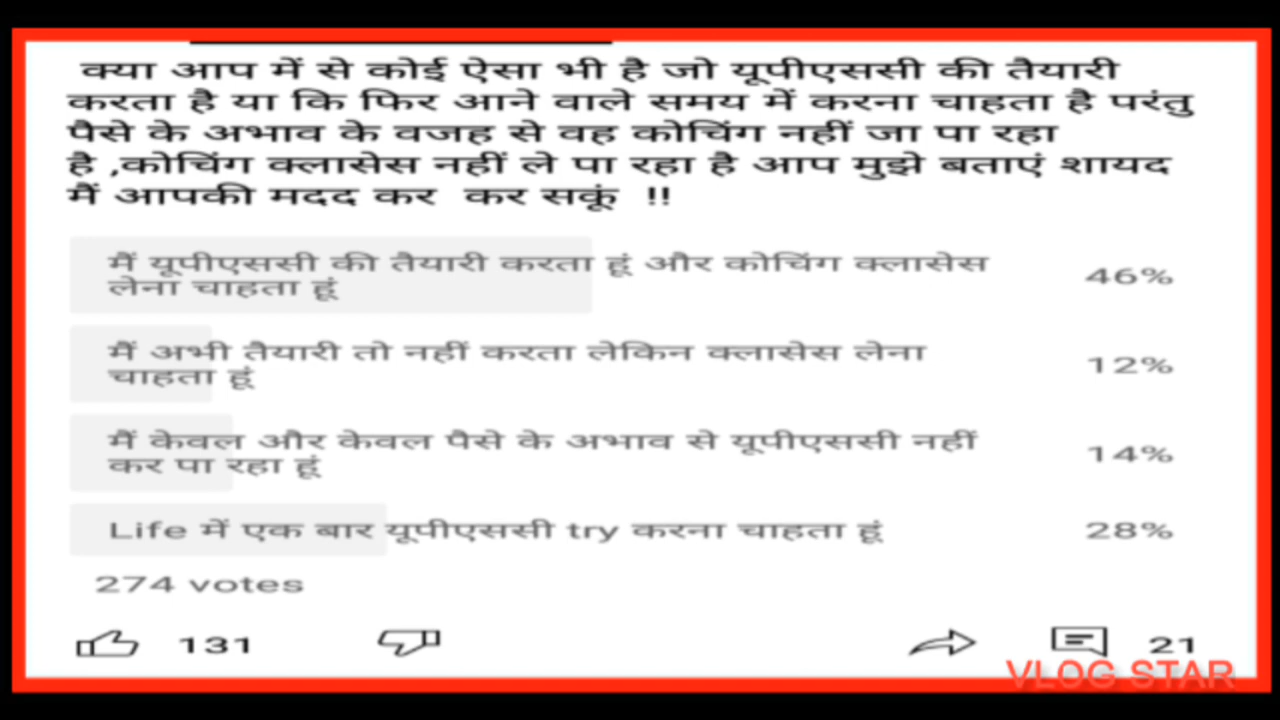 क्या आप में से कोई ऐसा भी है जो यूपीएससी की तैयारी
करता है या कि फिर आने वाले समय में करना चाहता है परंतु
पैसे के अभाव के वजह से वह कोचिंग नहीं जा पा रहा
है ,कोचिंग क्लासेस नहीं ले पा रहा है आप मुझे बताएं शायद
मैं आपकी मदद कर कर सकूं !!
मैं यूपीएससी की तैयारी करता हूं और कोचिंग क्लासेस
लेना चाहता हूं
46%
मैं अभी तैयारी तो नहीं करता लेकिन क्लासेस लेना
चाहता हूं
12%
मैं केवल और केवल पैसे के अभाव से यूपीएससी नहीं
कर पा रहा हूं
14%
Life में एक बार यूपीएससी try करना चाहता हूं
28%
274 votes
131
21
VLOG STAR